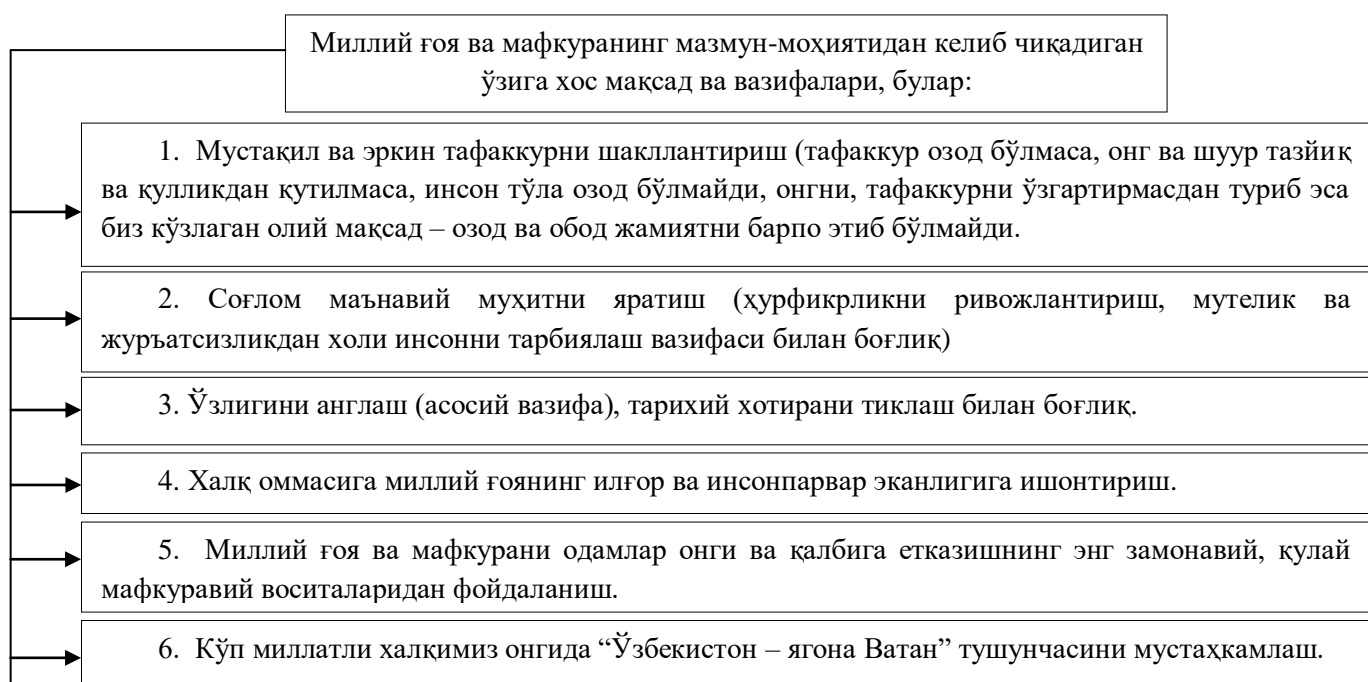 Миллий ғоя ва мафкуранинг мазмун-моҳиятидан келиб чиқадиган
ўзига хос мақсад ва вазифалари, булар:
1. Мустақил ва эркин тафаккурни шакллантириш (тафаккур озод бўлмаса, онг ва шуур тазйиқ
ва қулликдан қутилмаса, инсон тўла озод бўлмайди, онгни, тафаккурни ўзгартирмасдан туриб эса
биз кўзлаган олий мақсад – озод ва обод жамиятни барпо этиб бўлмайди.
2. Соғлом маънавий муҳитни яратиш (ҳурфикрликни ривожлантириш, мутелик ва
журъатсизликдан холи инсонни тарбиялаш вазифаси билан боғлиқ)
3. Ўзлигини англаш (асосий вазифа), тарихий хотирани тиклаш билан боғлиқ.
4. Халқ оммасига миллий ғоянинг илғор ва инсонпарвар эканлигига ишонтириш.
5. Миллий ғоя ва мафкурани одамлар онги ва қалбига етказишнинг энг замонавий, қулай
мафкуравий воситаларидан фойдаланиш.
6. Кўп миллатли халқимиз онгида “Ўзбекистон – ягона Ватан” тушунчасини мустаҳкамлаш.